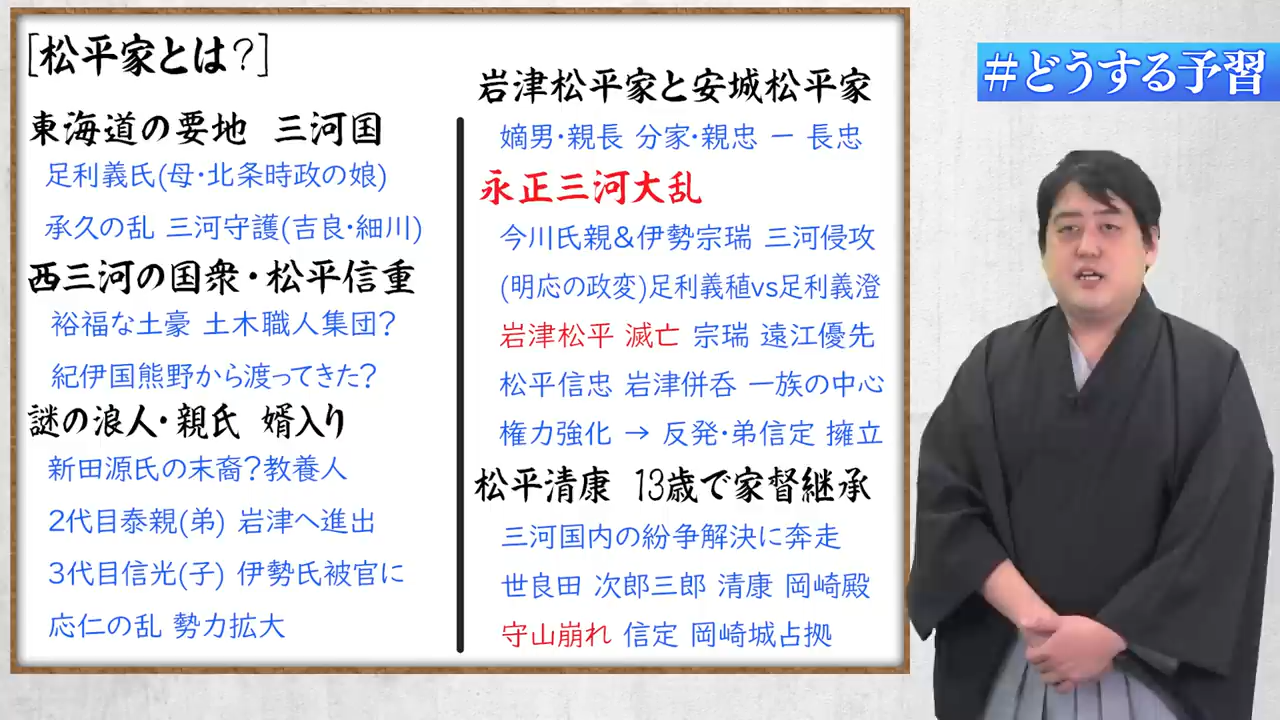 [松平家とは?]
東海道の要地 三河国
足利義氏(母・北条時政の娘)
承久の乱 三河守護(吉良・細川)
西三河の国衆・松平信重
裕福な土豪 土木職人集団?
紀伊国熊野から渡ってきた?
謎の浪人・親氏 婿入り
新田源氏の末裔?教養人
2代目泰親(弟) 岩津へ進出
3代目信光(子) 伊勢氏被官に
応仁の乱 勢力拡大
岩津松平家と安城松平家
嫡男・親長 分家・親忠 ー 長忠
永正三河大乱
今川氏親&伊勢宗瑞 三河侵攻
(明応の政変)足利義稙vs足利義澄
岩津松平 滅亡 宗瑞 遠江優先
松平信忠 岩津併呑 一族の中心
権力強化 → 反発・弟信定 擁立
松平清康 13歳で家督継承
三河国内の紛争解決に奔走
世良田 次郎三郎 清康 岡崎殿
守山崩れ 信定 岡崎城占拠
#どうする予習